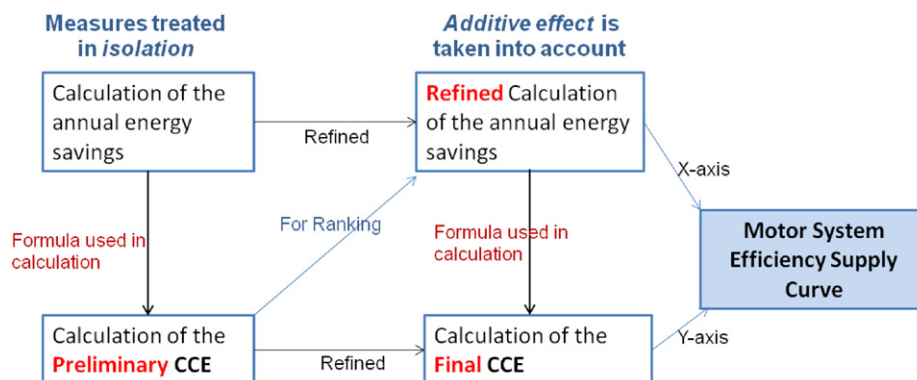 Measures treated
in isolation
Additive effect is
taken into account
Calculation of the
annual energy
savings
Refined
Refined Calculation
of the annual energy
savings
X-axis
Formula used in
calculation
For Ranking
Formula used in
calculation
Motor System
Efficiency Supply
Curve
Calculation of the
Preliminary CCE
Refined
Calculation of the
Final CCE
Y-axis